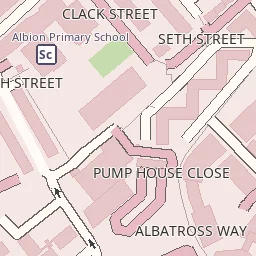 CLACK STREET
Albion Primary School
SETH STREET
Sc
H STREET
PUMP HOUSE CLOSE
ALBATROSS WAY